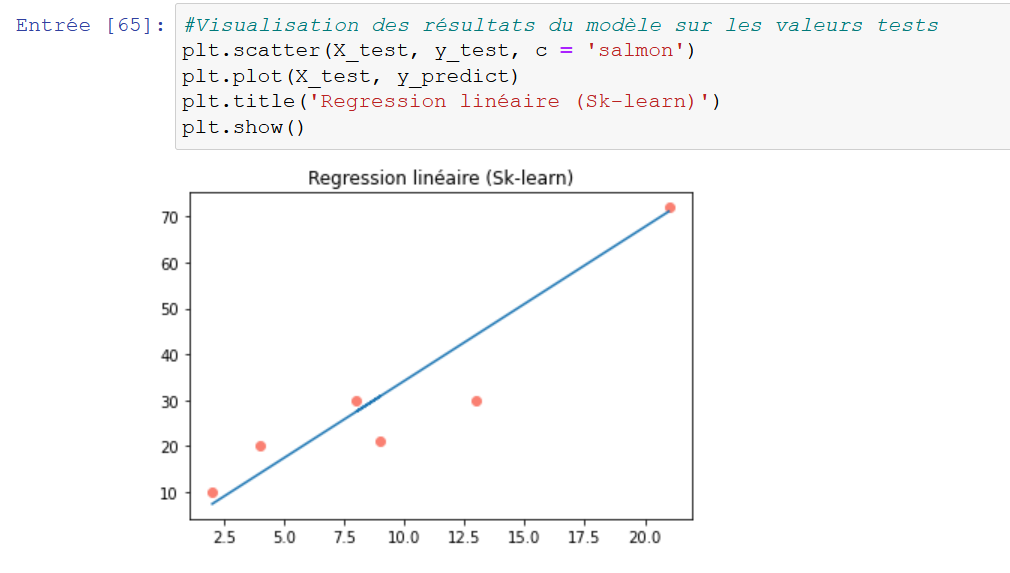 Entrée [65]: #Visualisation des résultats du modèle sur les valeurs tests
plt.scatter(X_test, y_test, c = 'salmon')
plt.plot(X_test, y_predict)
plt.title('Regression linéaire (Sk-learn)')
plt.show()
Regression linéaire (Sk-learn)
70
60
50
40
30
20
10
2.5 5.0 7.5 10.0 12.5 15.0 17.5 20.0